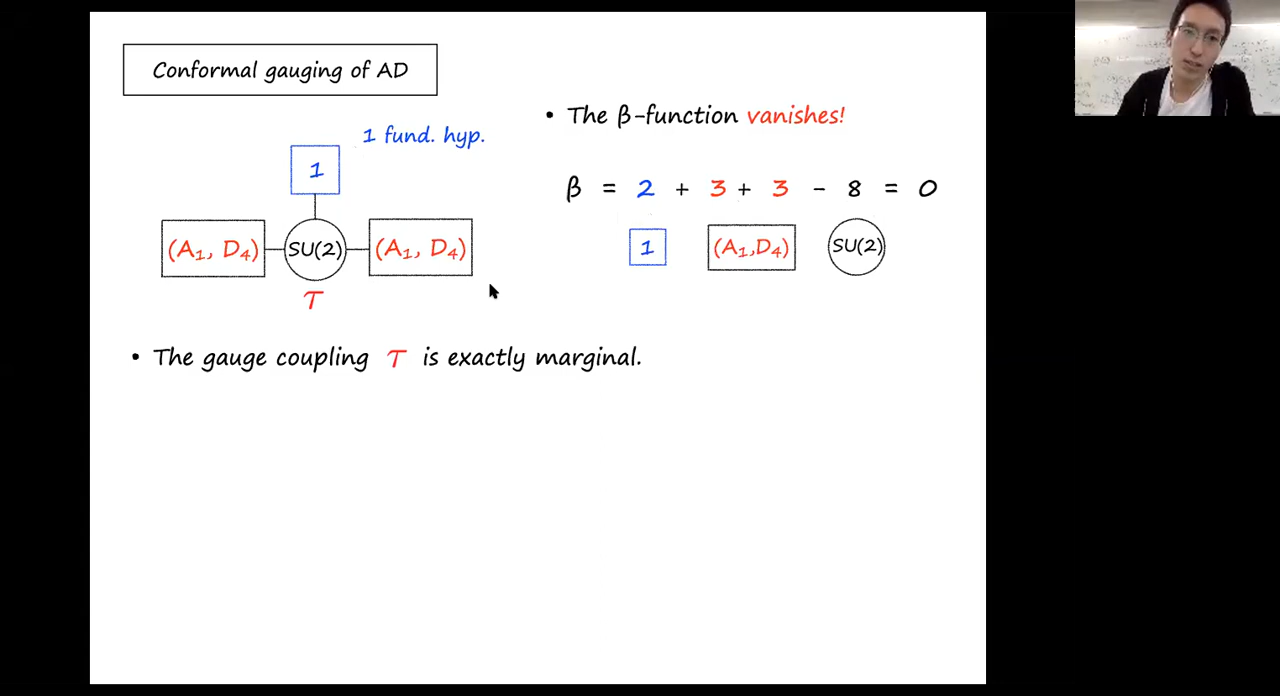 Conformal gauging of AD
1 fund. hyp.
1
(A₁, D₄) SU(2) (A₁, D₄)
τ
• The β-function vanishes!
β = 2 + 3 + 3 - 8 = 0
1 (A₁,D₄) SU(2)
• The gauge coupling τ is exactly marginal.